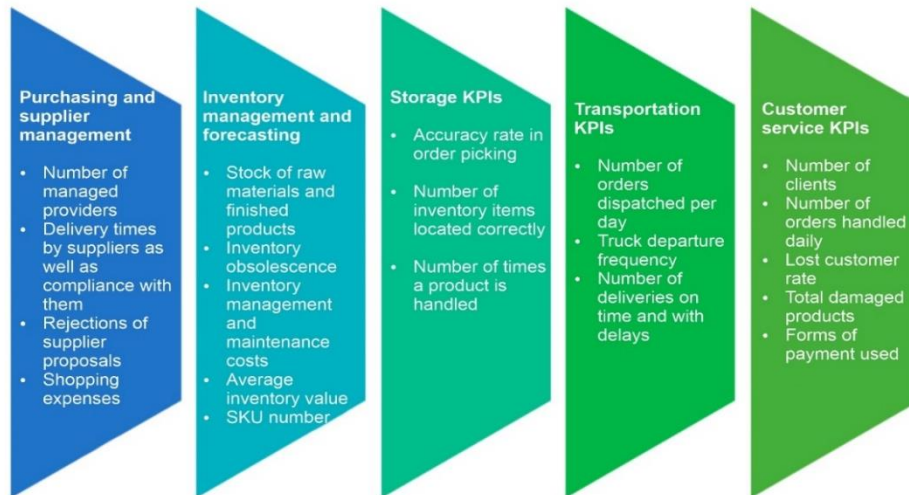 Purchasing and
supplier
management
• Number of
managed
providers
• Delivery times
by suppliers as
well as
compliance with
them
• Rejections of
supplier
proposals
• Shopping
expenses
Inventory
management and
forecasting
• Stock of raw
materials and
finished
products
• Inventory
obsolescence
• Inventory
management
and
maintenance
costs
• Average
inventory value
• SKU number
Storage KPIs
• Accuracy rate in
order picking
• Number of
inventory items
located correctly
• Number of times
a product is
handled
Transportation
KPIs
• Number of
orders
dispatched per
day
• Truck departure
frequency
• Number of
deliveries on
time and with
delays
Customer
service KPIs
• Number of
clients
• Number of
orders handled
daily
• Lost customer
rate
• Total damaged
products
• Forms of
payment used